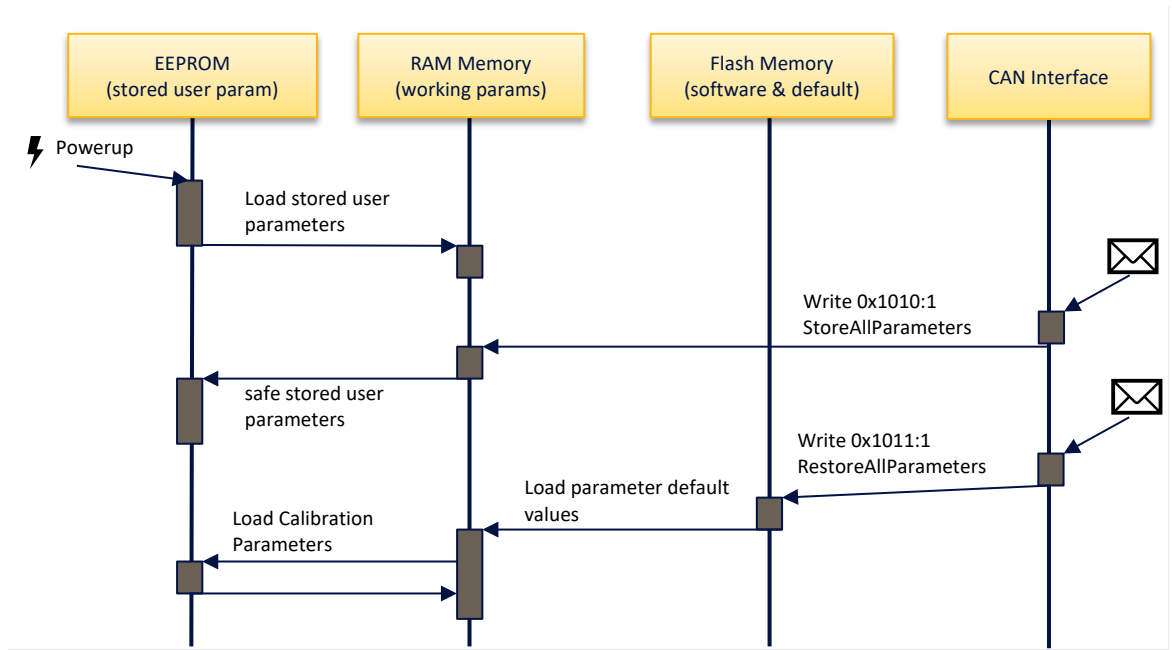 EEPROM
(stored user param)
RAM Memory
(working params)
Flash Memory
(software & default)
CAN Interface
Powerup
Load stored user
parameters
Write 0x1010:1
StoreAllParameters
safe stored user
parameters
Write 0x1011:1
RestoreAllParameters
Load parameter default
values
Load Calibration
Parameters